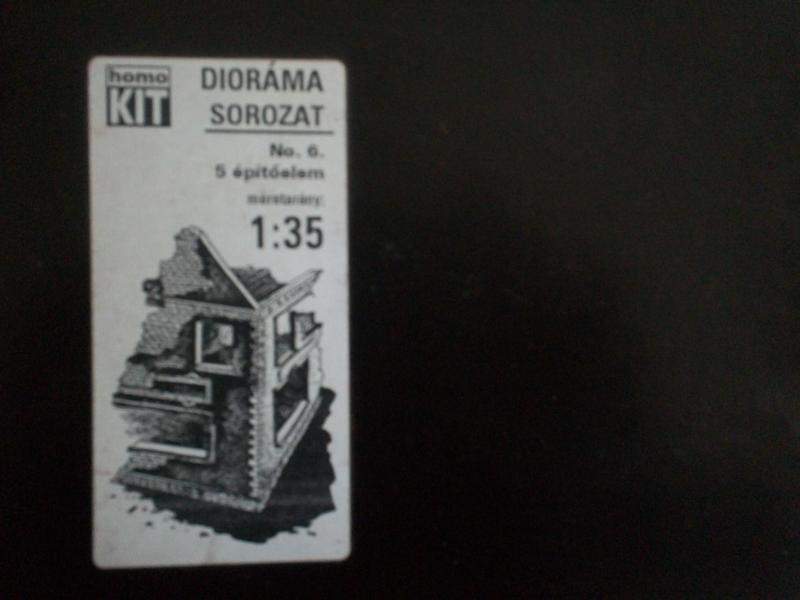 homo
KIT
DIORÁMA
SOROZAT
No. 6.
5 építőelem
méretarány:
1:35